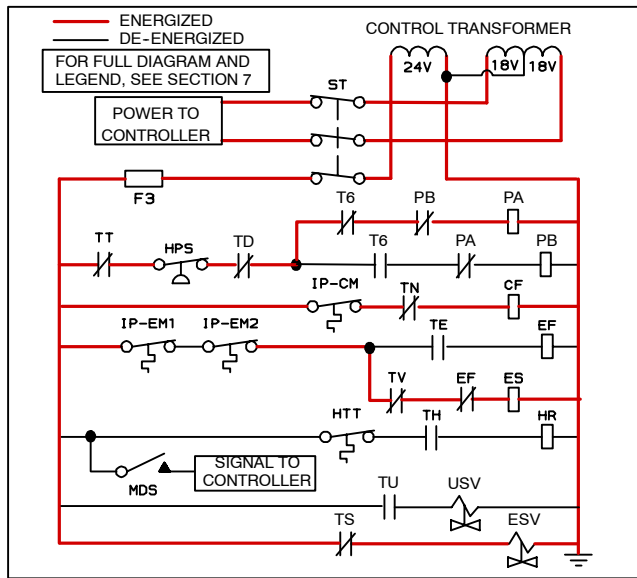 ENERGIZED
DE-ENERGIZED
CONTROL TRANSFORMER
FOR FULL DIAGRAM AND
LEGEND, SEE SECTION 7
24V
18V 18V
ST
POWER TO
CONTROLLER
F3
T6 PB PA
TT HPS TD T6 PA PB
IP-CM TN CF
IP-EM1 IP-EM2 TE EF
TV EF ES
HTT TH HR
MDS
SIGNAL TO
CONTROLLER
TU USV
TS ESV